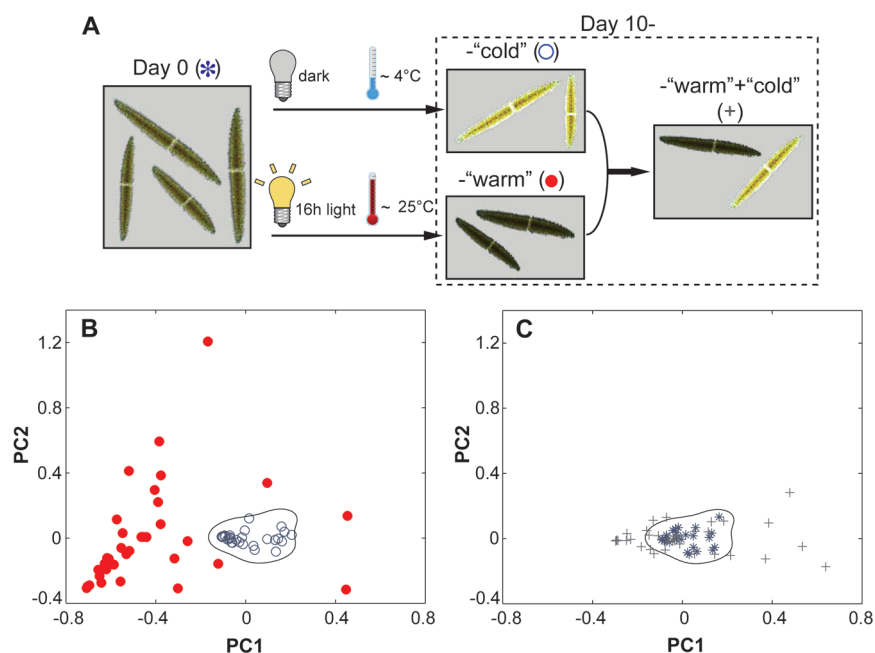 A
Day 10-
Day 0 (*)
dark
~ 4°C
-“cold” (○)
-“warm”+“cold”
(+)
16h light
~ 25°C
-“warm” (●)
B
1.2
0.8
0.4
0
-0.4
PC2
-0.8
-0.4
0
0.4
0.8
PC1
C
1.2
0.8
0.4
0
-0.4
PC2
-0.8
-0.4
0
0.4
0.8
PC1